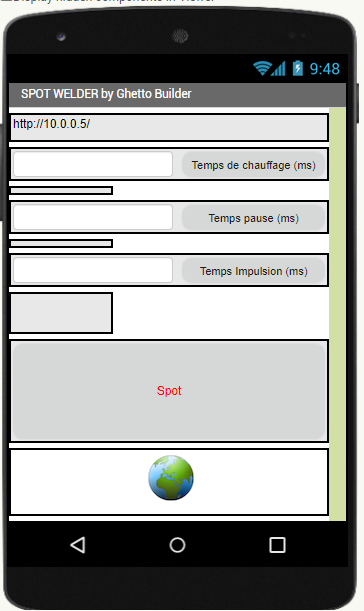 Display hidden components in Viewer
9:48
SPOT WELDER by Ghetto Builder
http://10.0.0.5/
Temps de chauffage (ms)
Temps pause (ms)
Temps Impulsion (ms)
Spot